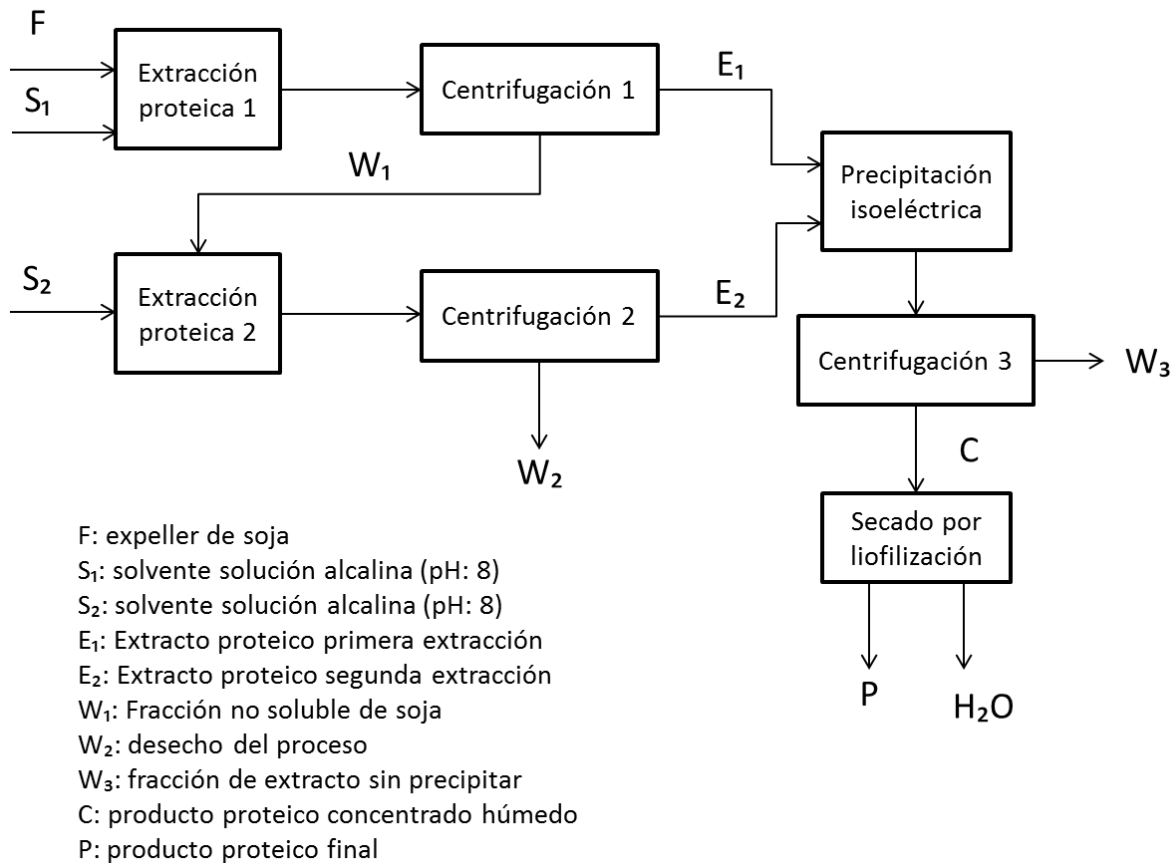 F
S₁
Extracción
proteica 1
Centrifugación 1
E₁
W₁
Precipitación
isoeléctrica
S₂
Extracción
proteica 2
Centrifugación 2
E₂
Centrifugación 3
W₃
W₂
C
Secado por
liofilización
P
H₂O
F: expeller de soja
S₁: solvente solución alcalina (pH: 8)
S₂: solvente solución alcalina (pH: 8)
E₁: Extracto proteico primera extracción
E₂: Extracto proteico segunda extracción
W₁: Fracción no soluble de soja
W₂: desecho del proceso
W₃: fracción de extracto sin precipitar
C: producto proteico concentrado húmedo
P: producto proteico final